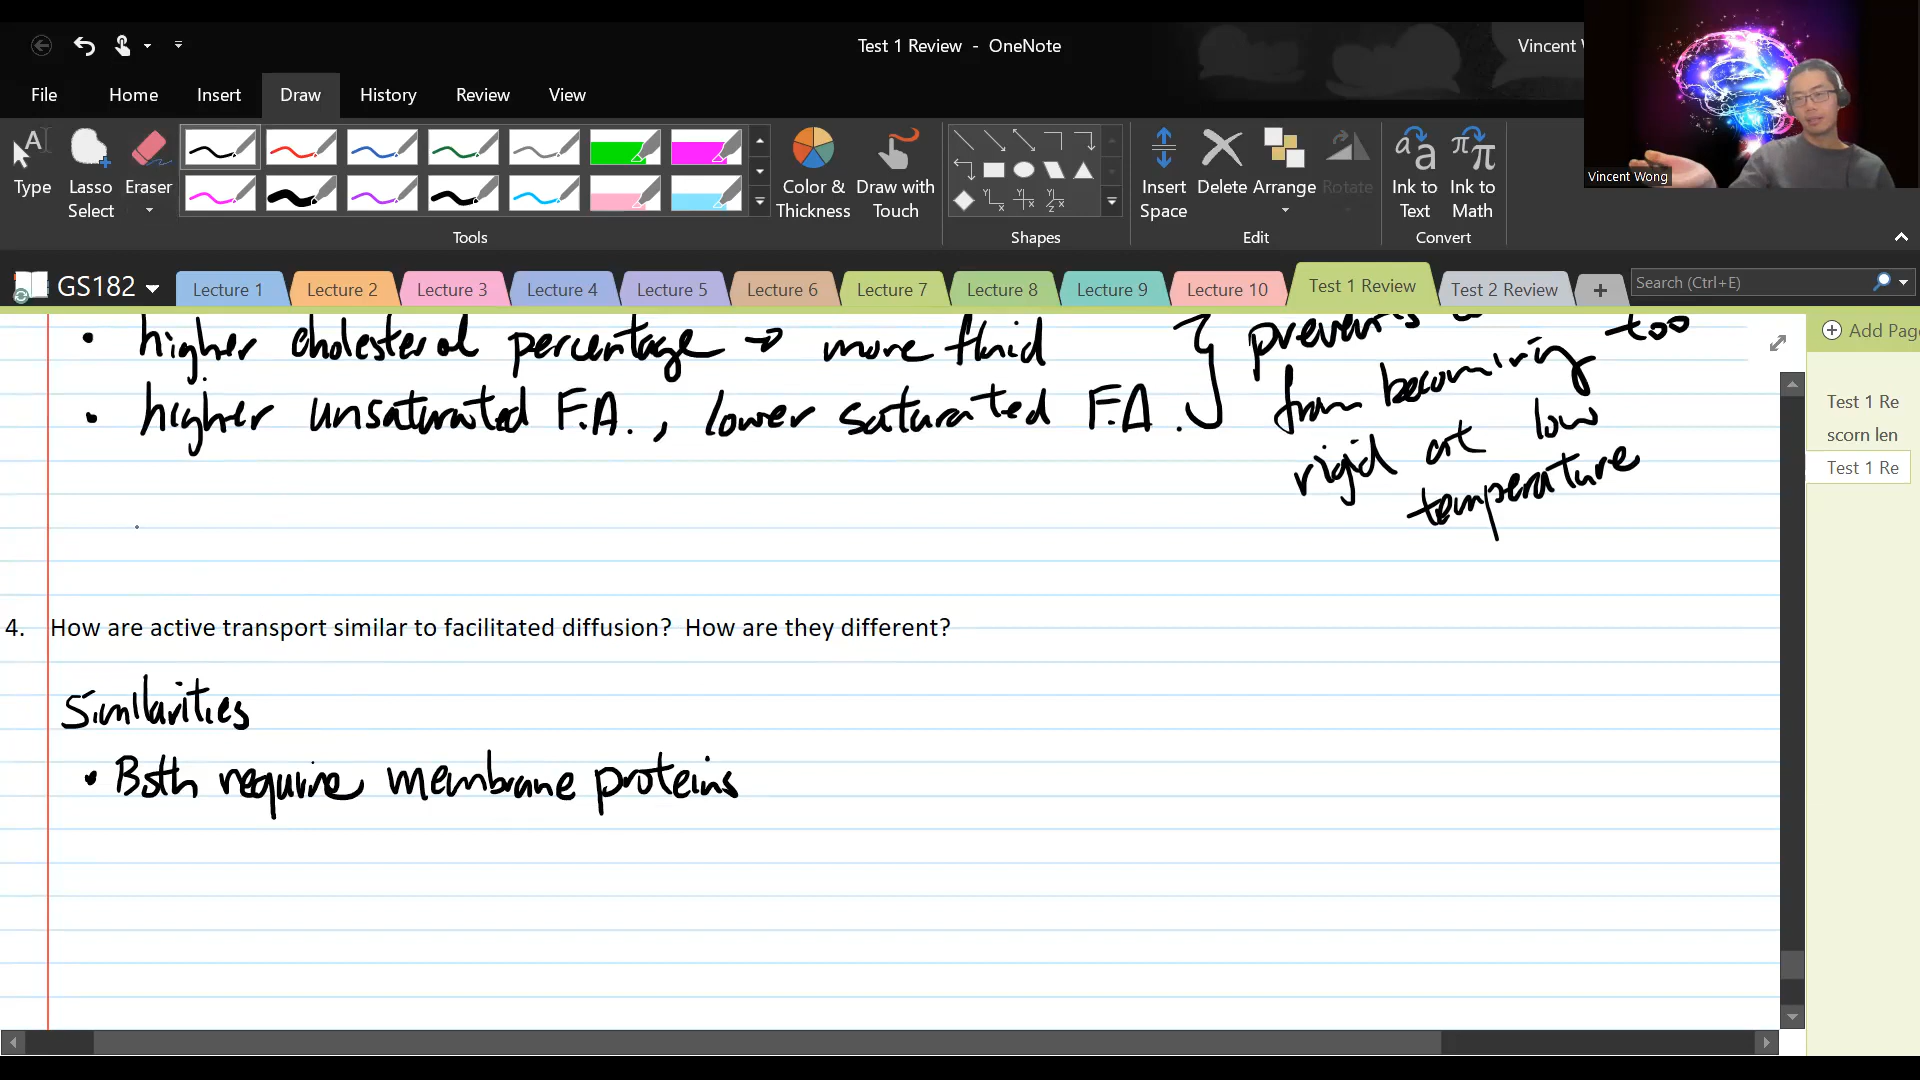 Test 1 Review - OneNote
Vincent W
File
Home
Insert
Draw
History
Review
View
Type
Lasso Select
Eraser
Color & Thickness
Draw with Touch
Insert Space
Delete
Arrange
Rotate
Ink to Text
Ink to Math
Tools
Shapes
Edit
Convert
Vincent Wong
GS182
Lecture 1
Lecture 2
Lecture 3
Lecture 4
Lecture 5
Lecture 6
Lecture 7
Lecture 8
Lecture 9
Lecture 10
Test 1 Review
Test 2 Review
Search (Ctrl+E)
Add Page
Test 1 Re
scorn len
Test 1 Re
• higher cholesterol percentage → more fluid
• higher unsaturated F.A., lower saturated F.A.
prevents too
from becoming
rigid at low
temperature
4. How are active transport similar to facilitated diffusion? How are they different?
Similarities
• Both require membrane proteins